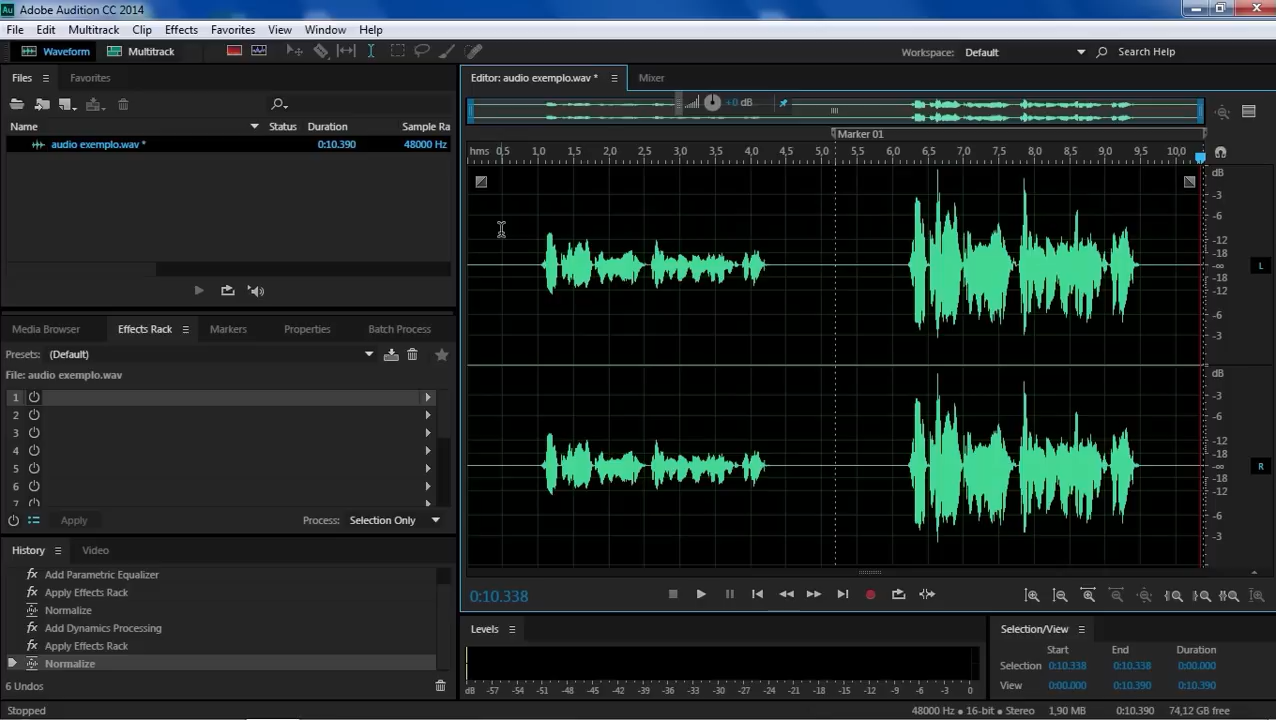 Au Adobe Audition CC 2014
File Edit Multitrack Clip Effects Favorites View Window Help
Waveform Multitrack Workspace: Default Search Help
Files Favorites
Name Status Duration Sample Ra
audio exemplo.wav * 0:10.390 48000 Hz
Media Browser Effects Rack Markers Properties Batch Process
Presets: (Default)
File: audio exemplo.wav
1
2
3
4
5
6
7
Apply Process: Selection Only
History Video
Add Parametric Equalizer
Apply Effects Rack
Normalize
Add Dynamics Processing
Apply Effects Rack
Normalize
6 Undos
Stopped
Editor: audio exemplo.wav * Mixer
+0 dB
Marker 01
hms 0,5 1,0 1,5 2,0 2,5 3,0 3,5 4,0 4,5 5,0 5,5 6,0 6,5 7,0 7,5 8,0 8,5 9,0 9,5 10,0
dB
-3
-6
-12
-18
-∞
-18
-12
-6
-3
L
dB
-3
-6
-12
-18
-∞
-18
-12
-6
-3
R
0:10.338
Levels
dB -57 -54 -51 -48 -45 -42 -39 -36 -33 -30 -27 -24 -21 -18 -15 -12 -9 -6 -3 0
Selection/View
Start End Duration
Selection 0:10.338 0:10.338 0:00.000
View 0:00.000 0:10.390 0:10.390
48000 Hz • 16-bit • Stereo 1,90 MB 0:10.390 74,12 GB free